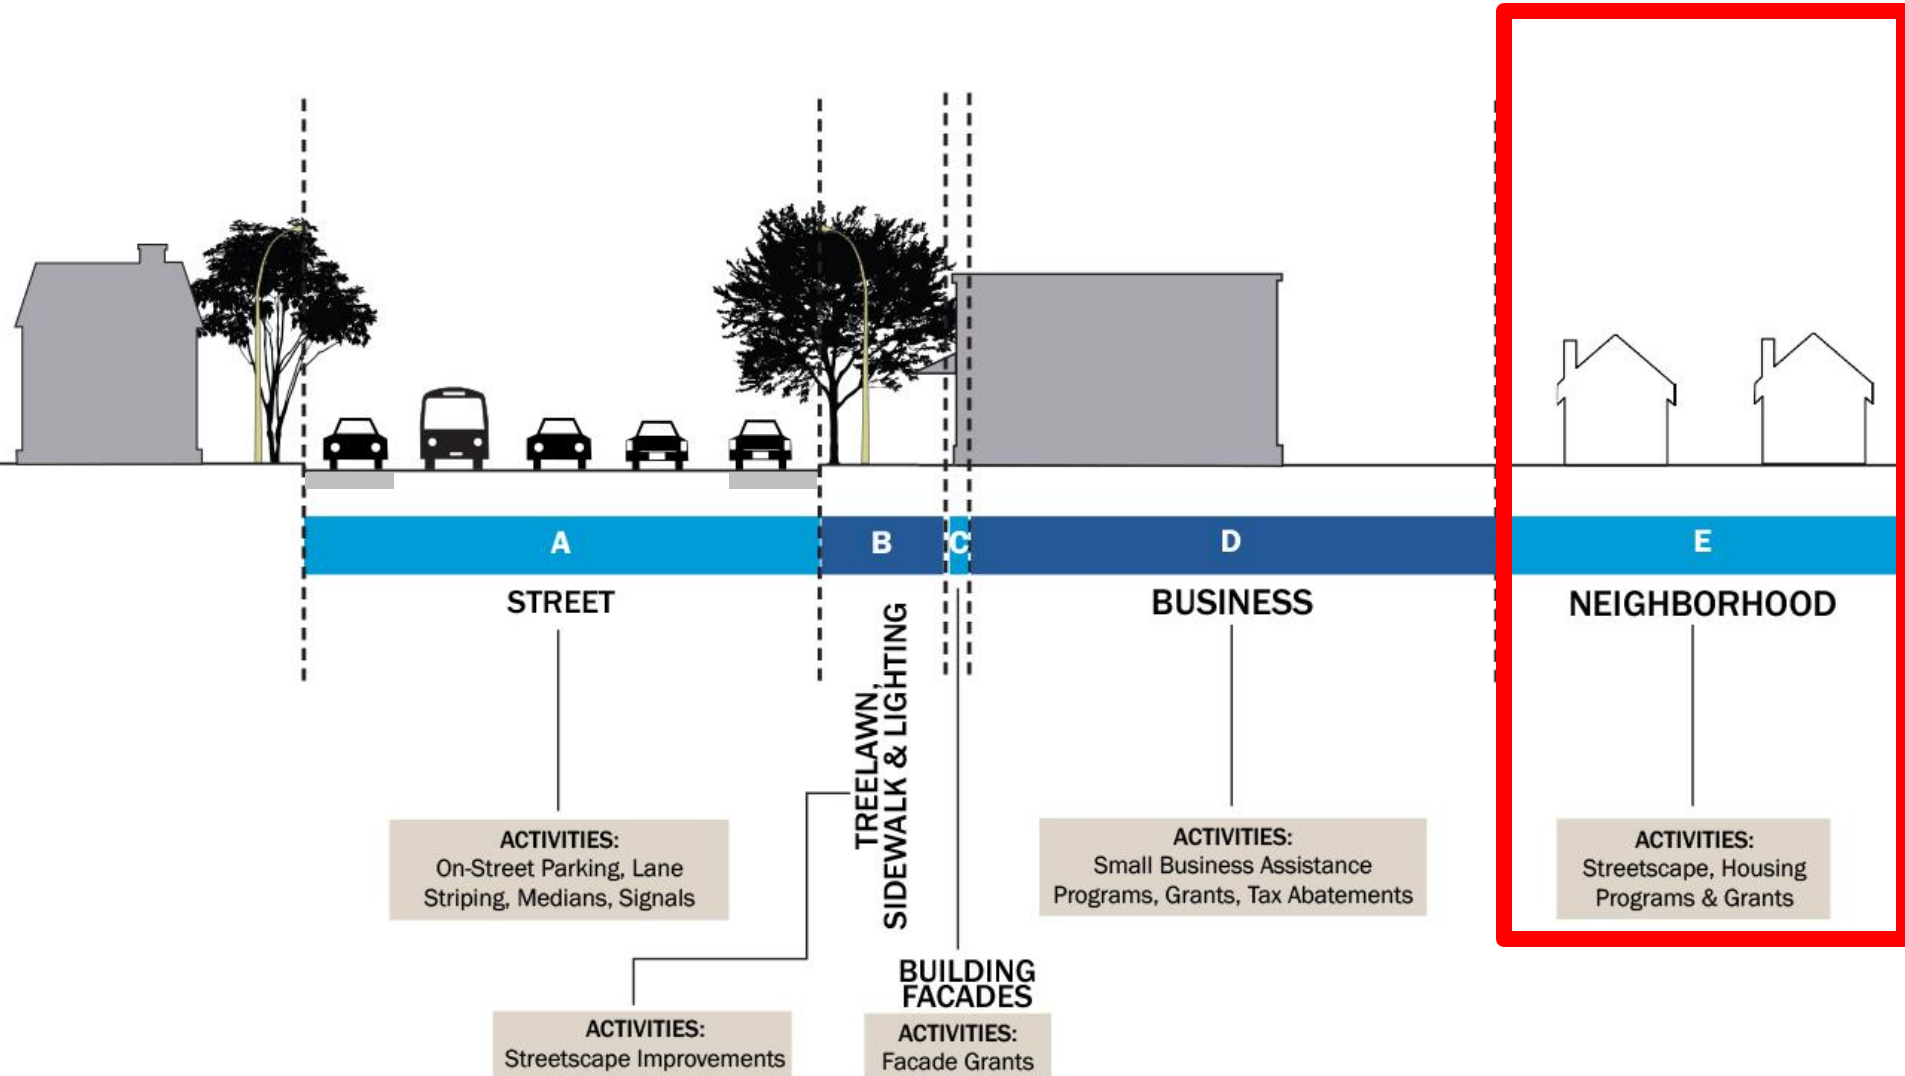 A
B
C
D
E
STREET
TREELAWN,
SIDEWALK & LIGHTING
BUSINESS
NEIGHBORHOOD
ACTIVITIES:
On-Street Parking, Lane
Striping, Medians, Signals
ACTIVITIES:
Small Business Assistance
Programs, Grants, Tax Abatements
ACTIVITIES:
Streetscape, Housing
Programs & Grants
BUILDING
FACADES
ACTIVITIES:
Streetscape Improvements
ACTIVITIES:
Facade Grants